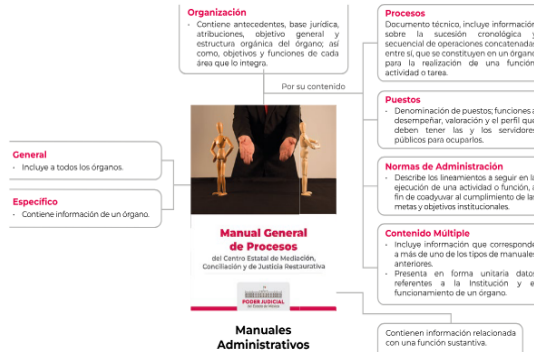 Organización
- Contiene antecedentes, base jurídica,
atribuciones, objetivo general y
estructura orgánica del órgano; así
como, objetivos y funciones de cada
área que lo integra.
Por su contenido
General
- Incluye a todos los órganos.
Específico
- Contiene información de un órgano.
Manual General
de Procesos
del Centro Estatal de Mediación,
Conciliación y de Justicia Restaurativa
PODER JUDICIAL
Manuales
Administrativos
Procesos
Documento técnico, incluye información
sobre la sucesión cronológica
secuencial de operaciones concatenadas
entre sí, que se constituyen en un órgano
para la realización de una función
actividad o tarea.
Puestos
- Denominación de puestos; funciones a
desempeñar, valoración y el perfil que
deben tener las y los servidores
públicos para ocuparlos.
Normas de Administración
- Describe los lineamientos a seguir en la
ejecución de una actividad o función, a
fin de coadyuvar al cumplimiento de las
metas y objetivos institucionales.
Contenido Múltiple
- Incluye información que corresponde
a más de uno de los tipos de manuales
anteriores.
- Presenta en forma unitaria datos
referentes a la Institución y e
funcionamiento de un órgano.
Contienen información relacionada
con una función sustantiva.